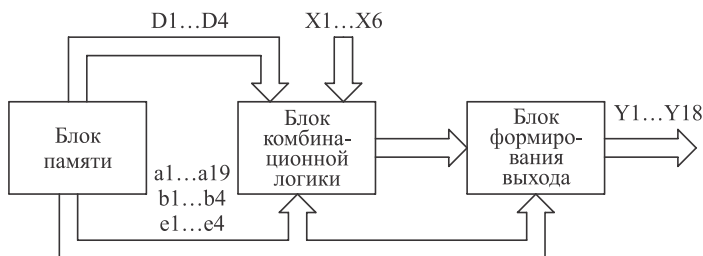 D1…D4
X1…X6
Блок
памяти
Блок
комбина-
ционной
логики
Блок
формиро-
вания
выхода
Y1…Y18
a1…a19
b1…b4
e1…e4